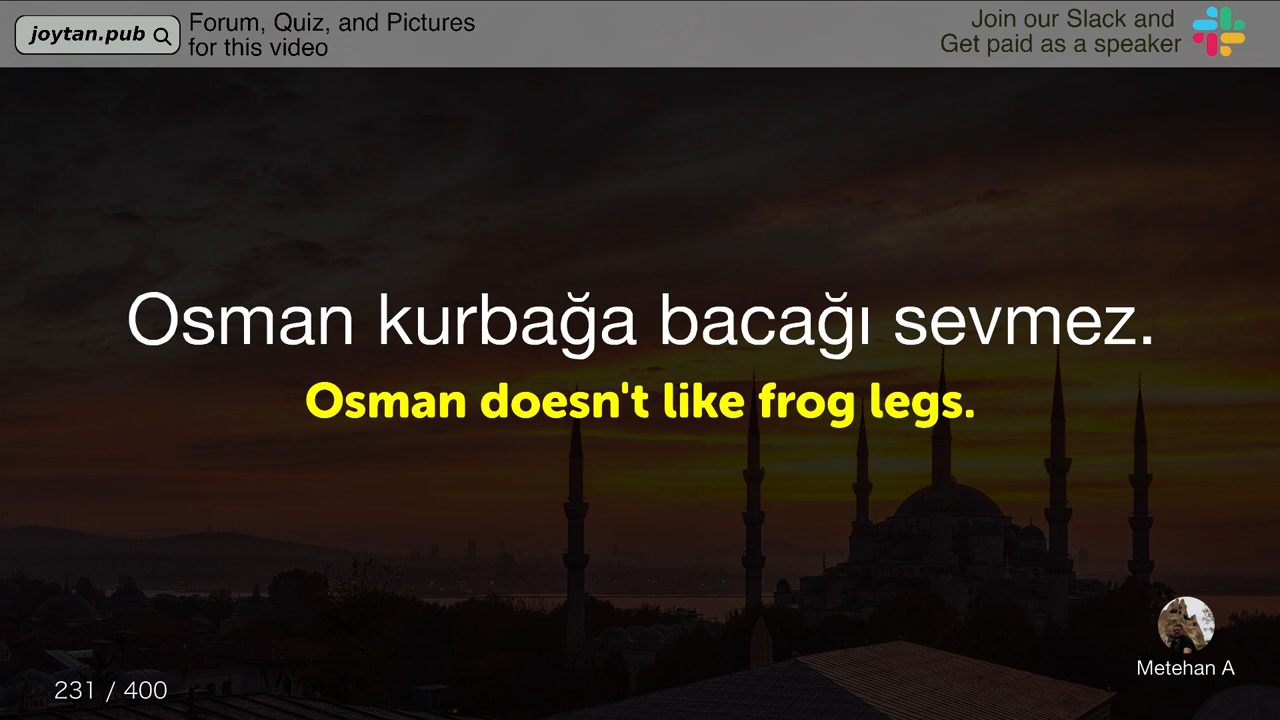 joytan.pub
Forum, Quiz, and Pictures
for this video
Join our Slack and
Get paid as a speaker
Osman kurbağa bacağı sevmez.
Osman doesn't like frog legs.
Metehan A
231 / 400